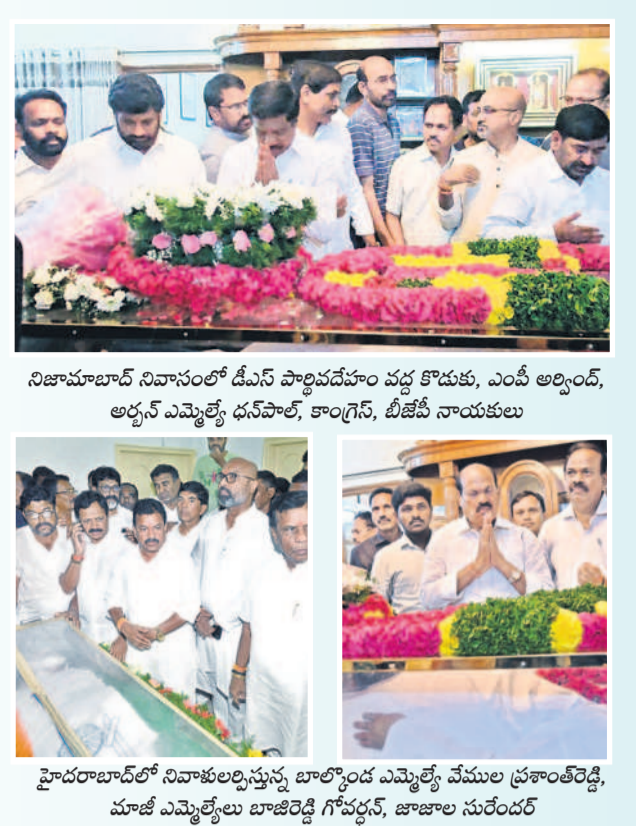 నిజామాబాద్ నివాసంలో డీఎస్ పార్థివదేహం వద్ద కొడుకు, ఎంపీ అర్వింద్,
అర్బన్ ఎమ్మెల్యే ధన్‌పాల్, కాంగ్రెస్, బీజేపీ నాయకులు
హైదరాబాద్‌లో నివాళులర్పిస్తున్న బాల్కొండ ఎమ్మెల్యే వేముల ప్రశాంత్‌రెడ్డి,
మాజీ ఎమ్మెల్యేలు బాజిరెడ్డి గోవర్ధన్, జాజాల సురేందర్